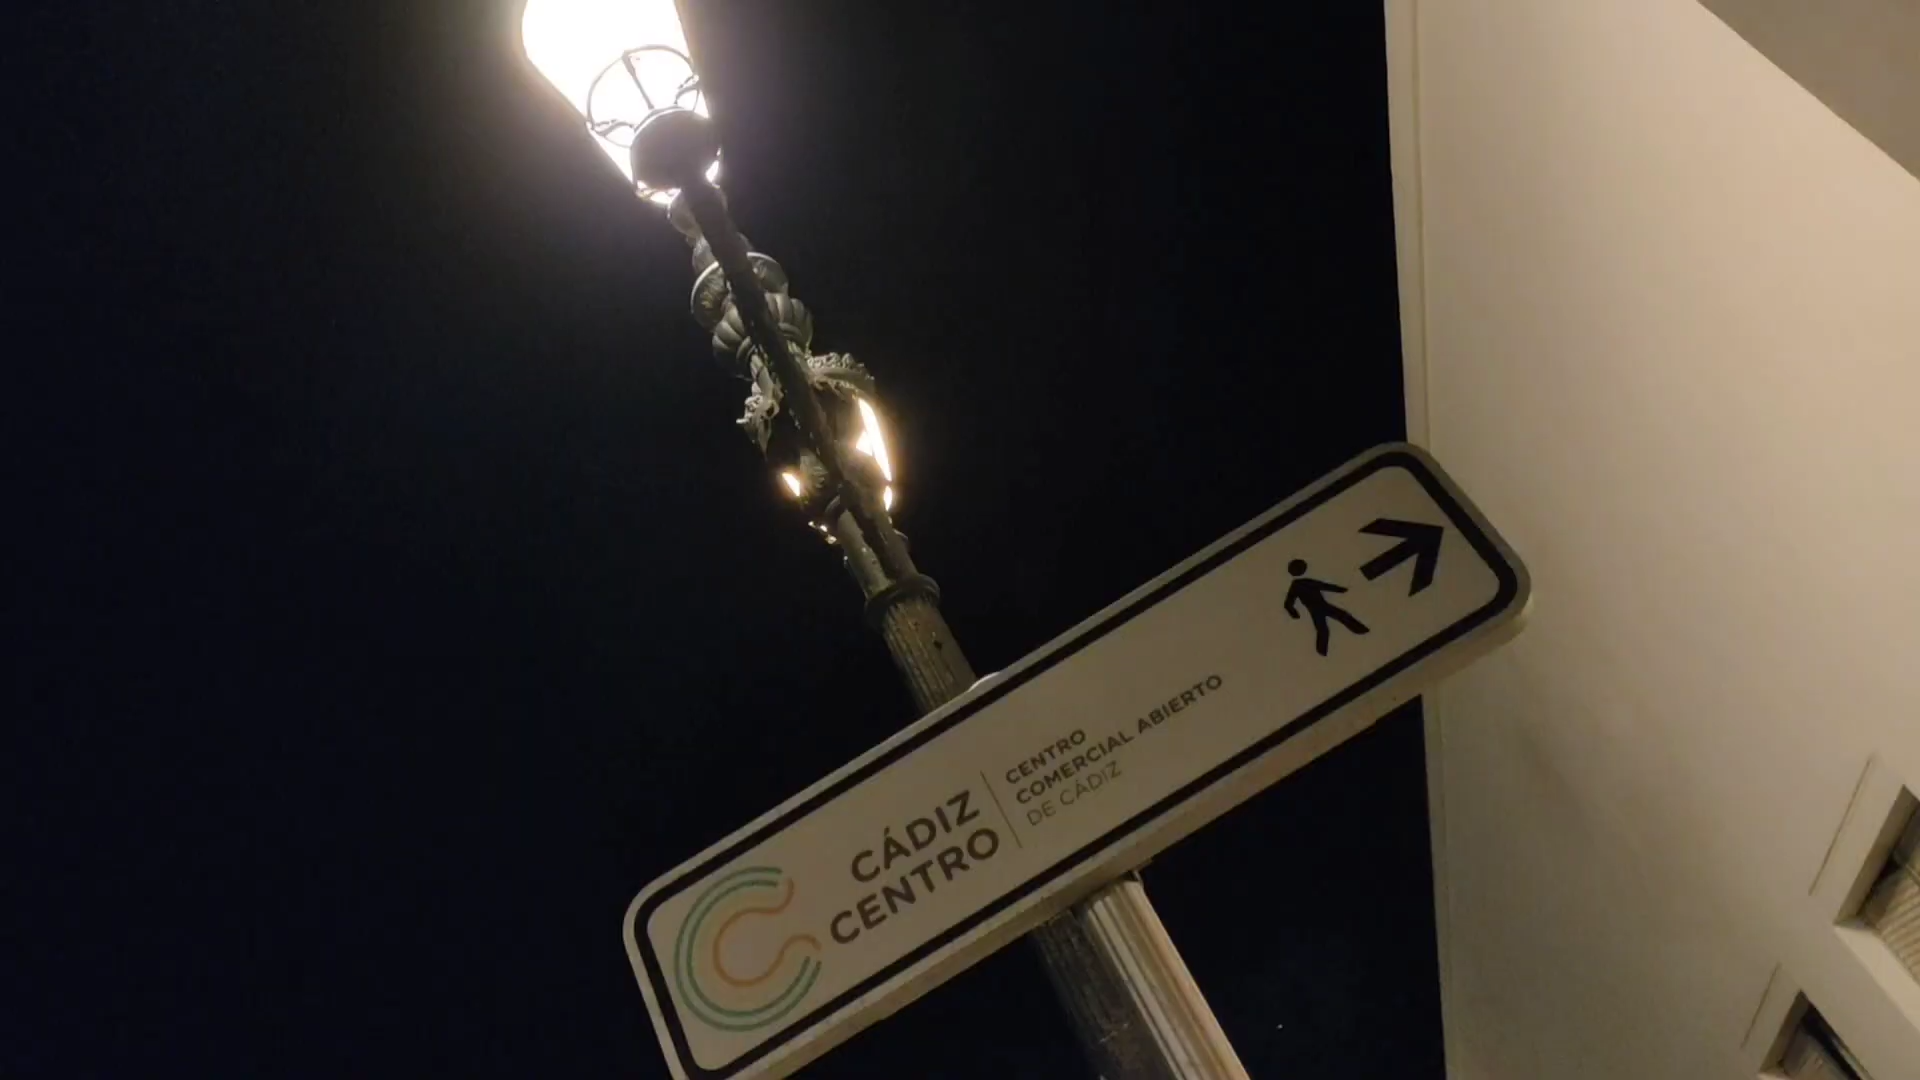 CÁDIZ
CENTRO
CENTRO
COMERCIAL ABIERTO
DE CÁDIZ